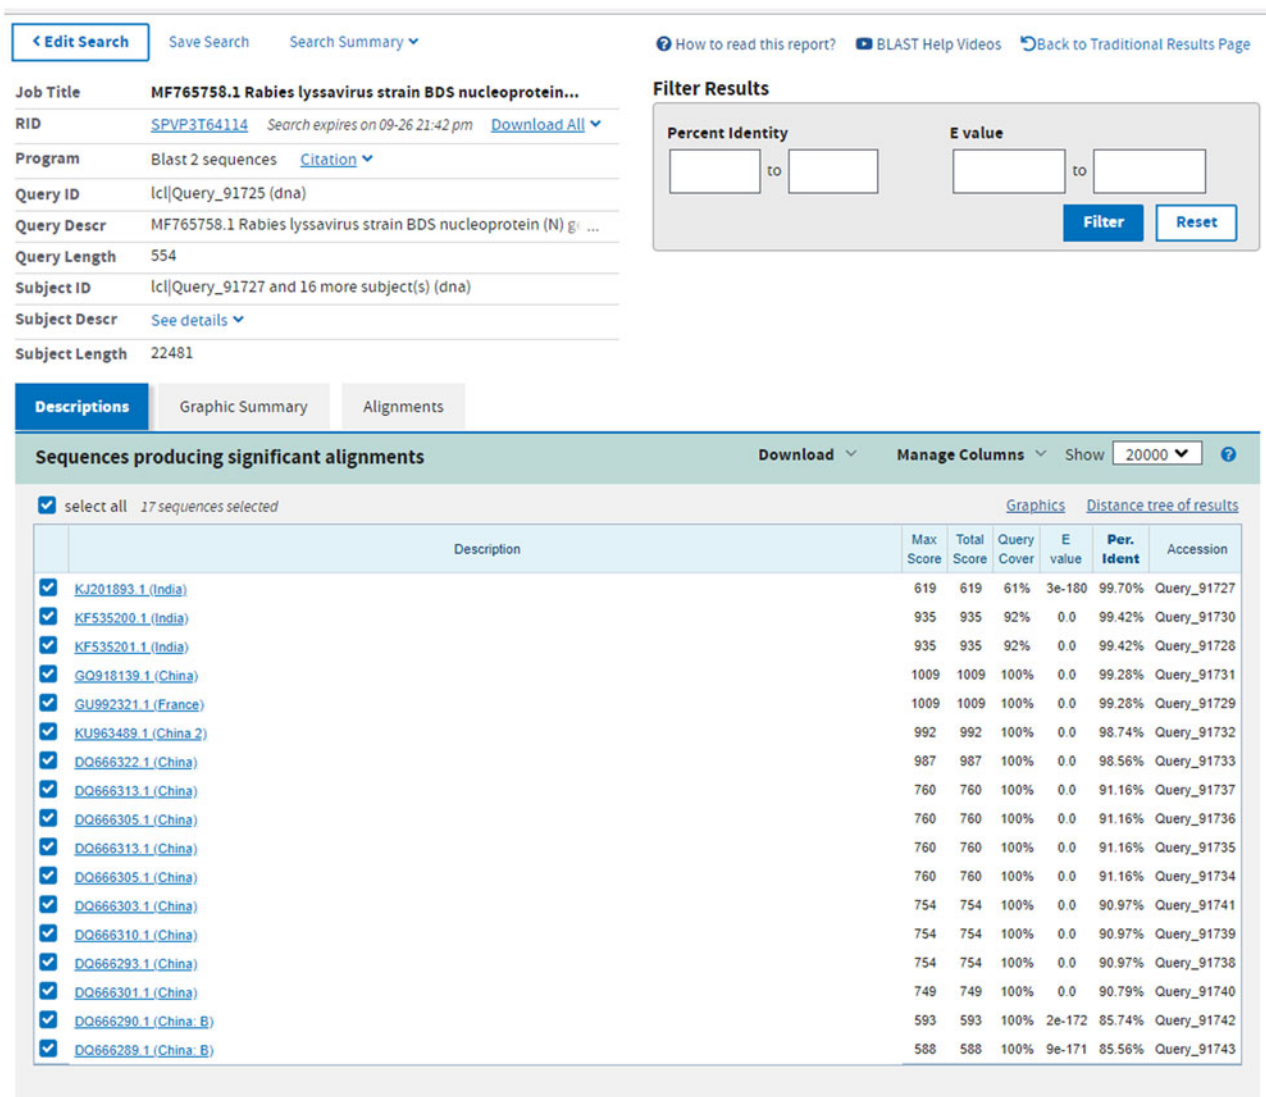 Edit Search Save Search Search Summary How to read this report? BLAST Help Videos Back to Traditional Results Page
Job Title MF765758.1 Rabies lyssavirus strain BDS nucleoprotein...
RID SPVP3T64114 Search expires on 09-26 21:42 pm Download All
Program Blast 2 sequences Citation
Query ID lcl|Query_91725 (dna)
Query Descr MF765758.1 Rabies lyssavirus strain BDS nucleoprotein (N) g ...
Query Length 554
Subject ID lcl|Query_91727 and 16 more subject(s) (dna)
Subject Descr See details
Subject Length 22481
Filter Results
Percent Identity E value
to to
Filter Reset
Descriptions Graphic Summary Alignments
Sequences producing significant alignments Download Manage Columns Show 20000
select all 17 sequences selected Graphics Distance tree of results
Description Max Score Total Score Query Cover E value Per. Ident Accession
KJ201893.1 (India) 619 619 61% 3e-180 99.70% Query_91727
KF535200.1 (India) 935 935 92% 0.0 99.42% Query_91730
KF535201.1 (India) 935 935 92% 0.0 99.42% Query_91728
GQ918139.1 (China) 1009 1009 100% 0.0 99.28% Query_91731
GU992321.1 (France) 1009 1009 100% 0.0 99.28% Query_91729
KU963489.1 (China 2) 992 992 100% 0.0 98.74% Query_91732
DQ666322.1 (China) 987 987 100% 0.0 98.56% Query_91733
DQ666313.1 (China) 760 760 100% 0.0 91.16% Query_91737
DQ666305.1 (China) 760 760 100% 0.0 91.16% Query_91736
DQ666313.1 (China) 760 760 100% 0.0 91.16% Query_91735
DQ666305.1 (China) 760 760 100% 0.0 91.16% Query_91734
DQ666303.1 (China) 754 754 100% 0.0 90.97% Query_91741
DQ666310.1 (China) 754 754 100% 0.0 90.97% Query_91739
DQ666293.1 (China) 754 754 100% 0.0 90.97% Query_91738
DQ666301.1 (China) 749 749 100% 0.0 90.79% Query_91740
DQ666290.1 (China: B) 593 593 100% 2e-172 85.74% Query_91742
DQ666289.1 (China: B) 588 588 100% 9e-171 85.56% Query_91743